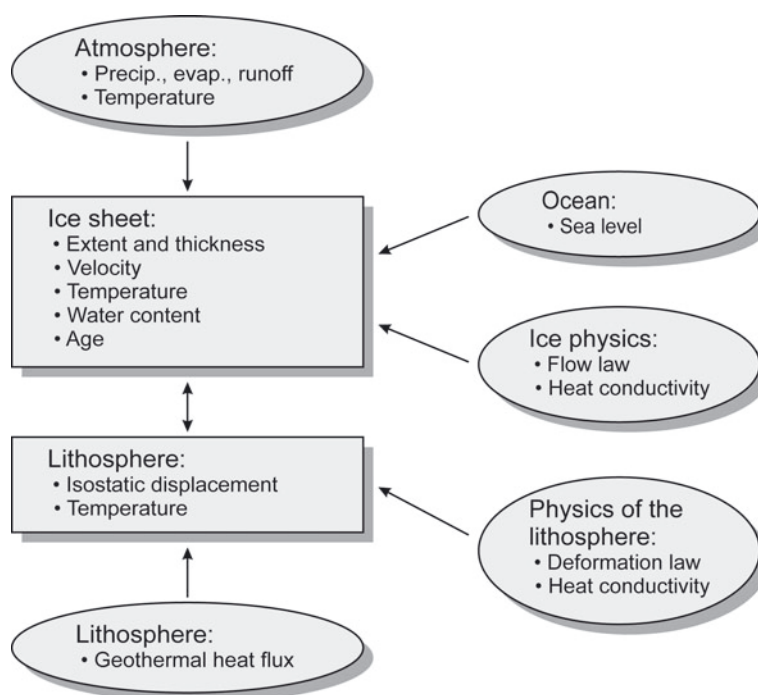 Atmosphere:
• Precip., evap., runoff
• Temperature
Ice sheet:
• Extent and thickness
• Velocity
• Temperature
• Water content
• Age
Ocean:
• Sea level
Ice physics:
• Flow law
• Heat conductivity
Lithosphere:
• Isostatic displacement
• Temperature
Physics of the
lithosphere:
• Deformation law
• Heat conductivity
Lithosphere:
• Geothermal heat flux